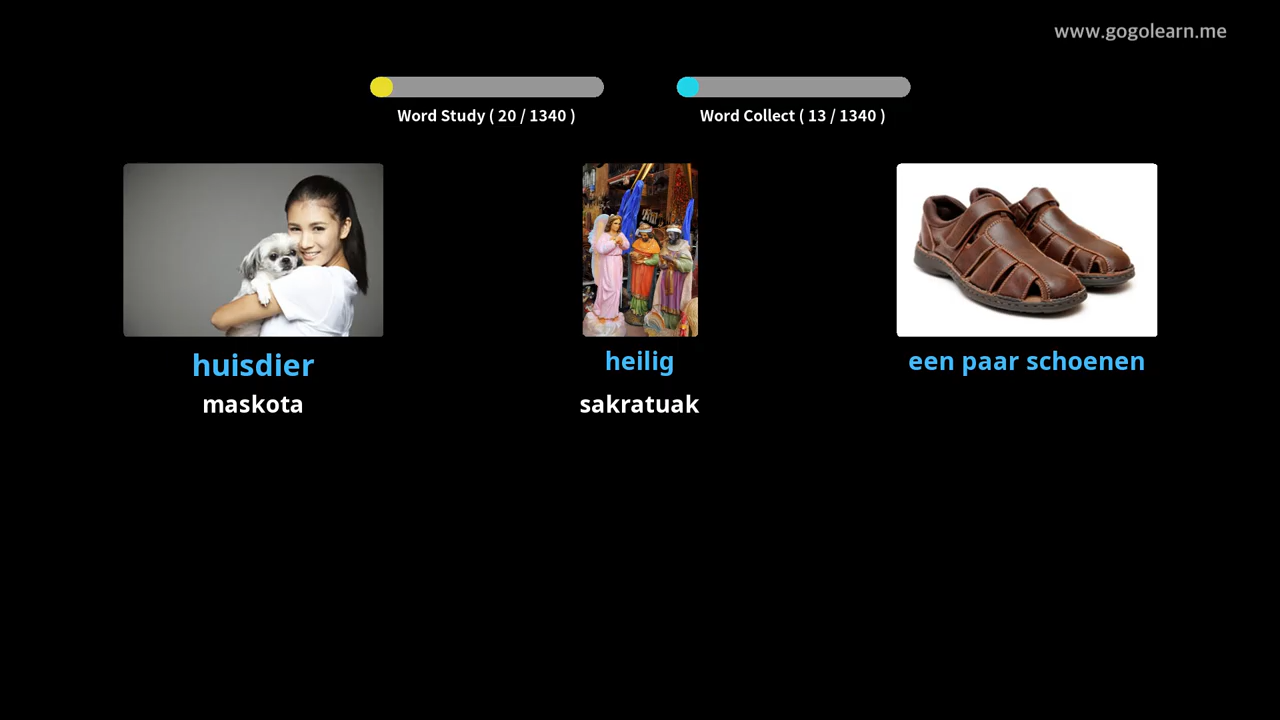 www.gogolearn.me
Word Study ( 20 / 1340 )
Word Collect ( 13 / 1340 )
huisdier
maskota
heilig
sakratuak
een paar schoenen